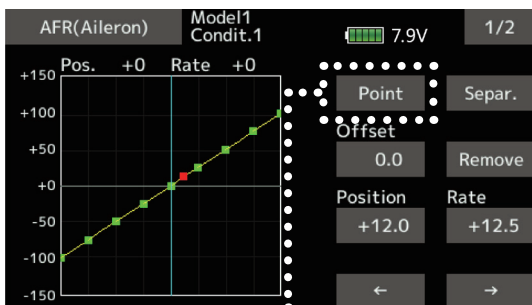 AFR(Aileron)
Model1
Condit.1
7.9V
1/2
Pos. +0 Rate +0
+150
+100
+50
+0
-50
-100
-150
Point
Separ.
Offset
0.0
Remove
Position
Rate
+12.0
+12.5
←
→